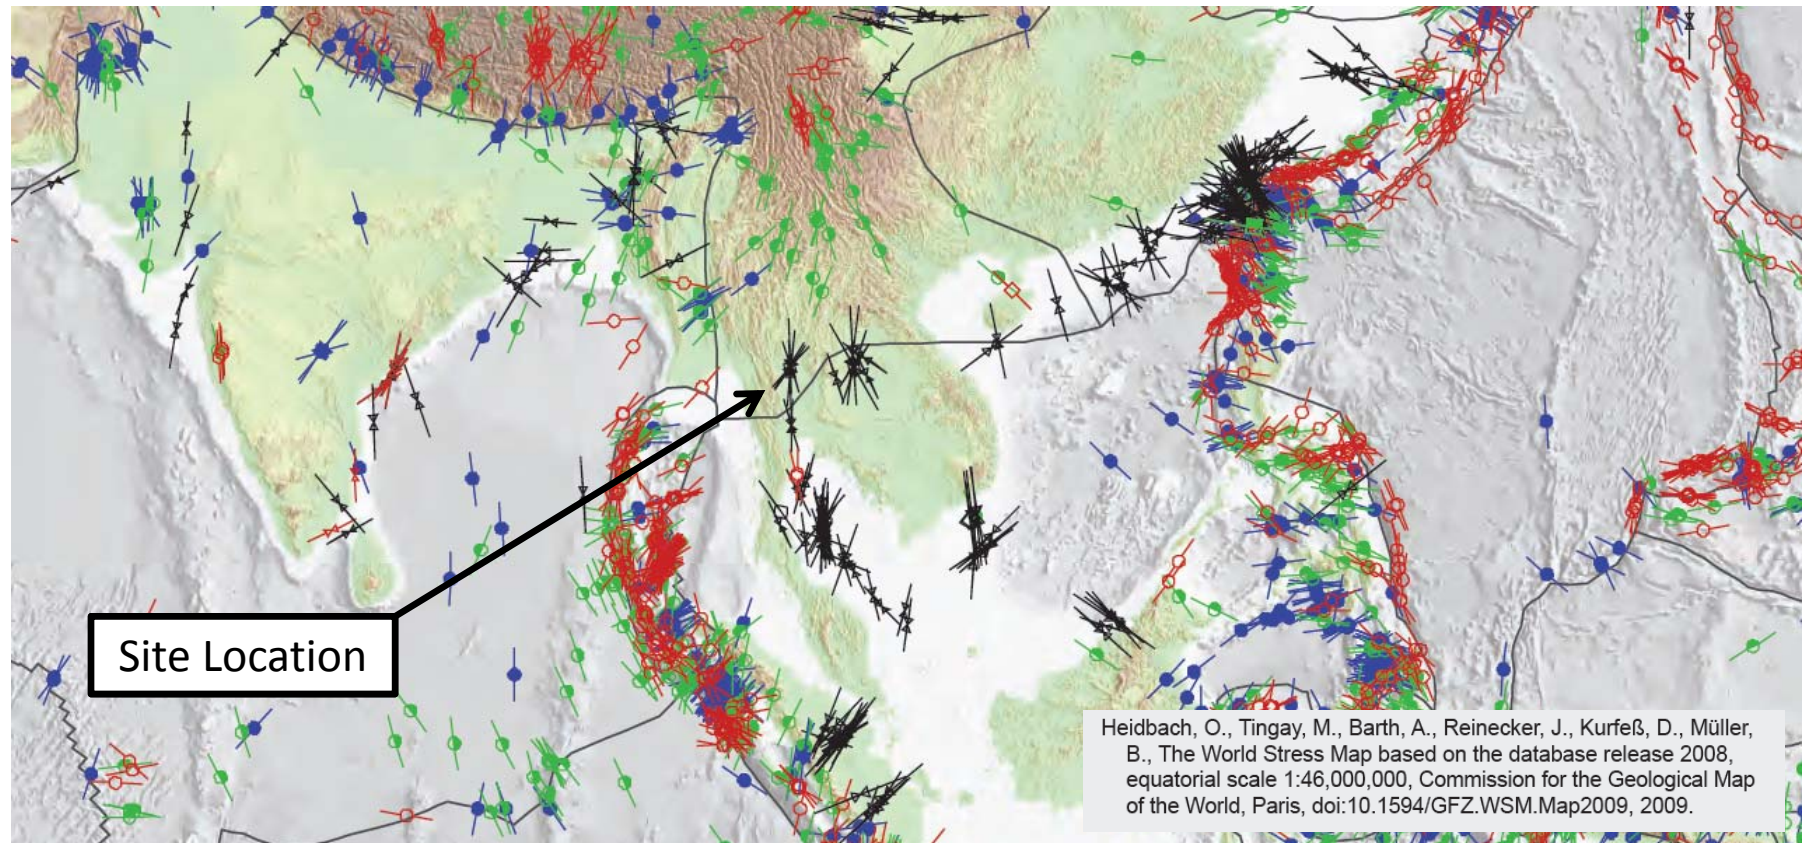 Site Location
Heidbach, O., Tingay, M., Barth, A., Reinecker, J., Kurfeß, D., Müller,
B., The World Stress Map based on the database release 2008,
equatorial scale 1:46,000,000, Commission for the Geological Map
of the World, Paris, doi:10.1594/GFZ.WSM.Map2009, 2009.